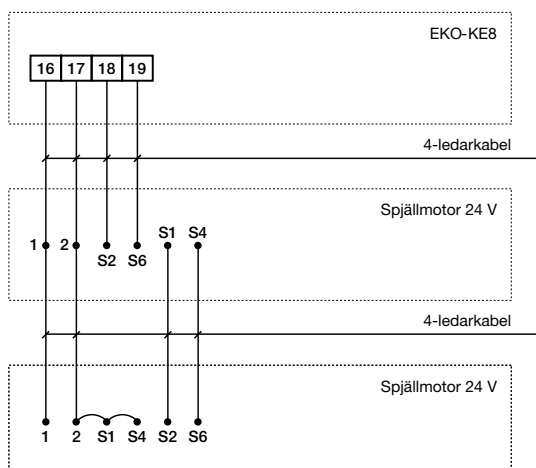 EKO-KE8
16 17 18 19
4-ledarkabel
Spjällmotor 24 V
S1 S4
1 2
S2 S6
4-ledarkabel
Spjällmotor 24 V
1 2 S1 S4 S2 S6